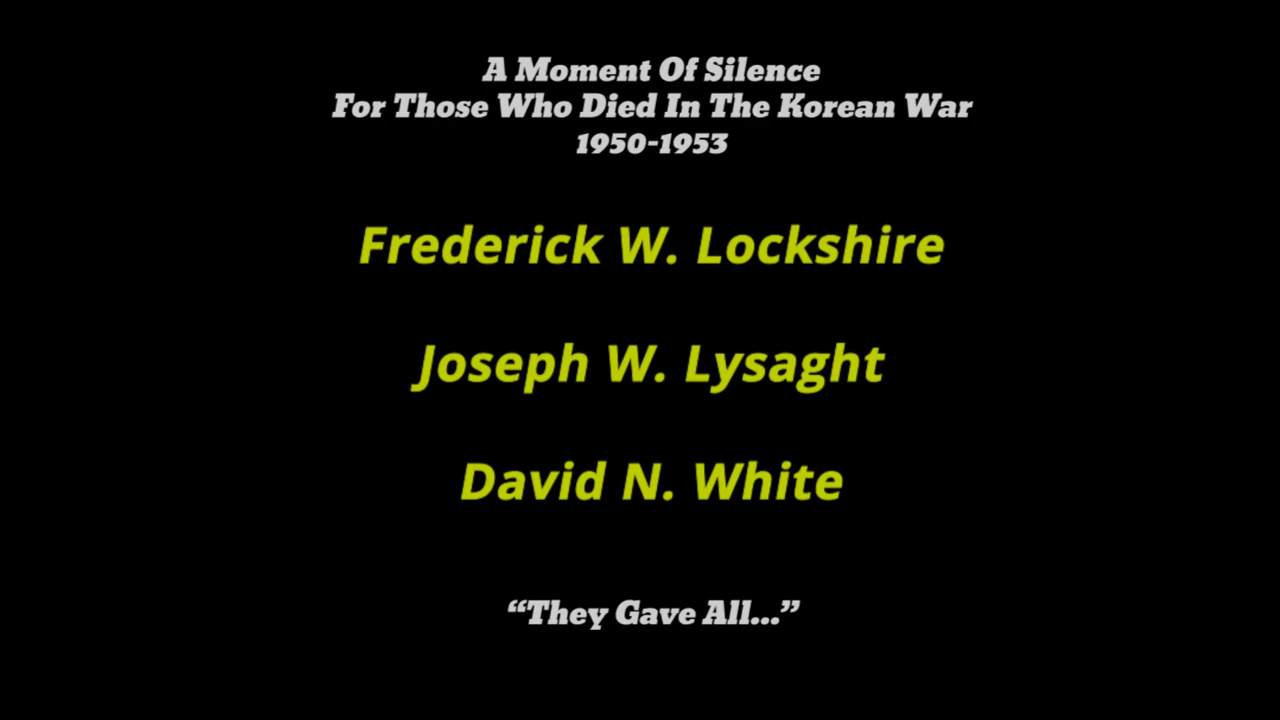 A Moment Of Silence
For Those Who Died In The Korean War
1950-1953
Frederick W. Lockshire
Joseph W. Lysaght
David N. White
“They Gave All...”